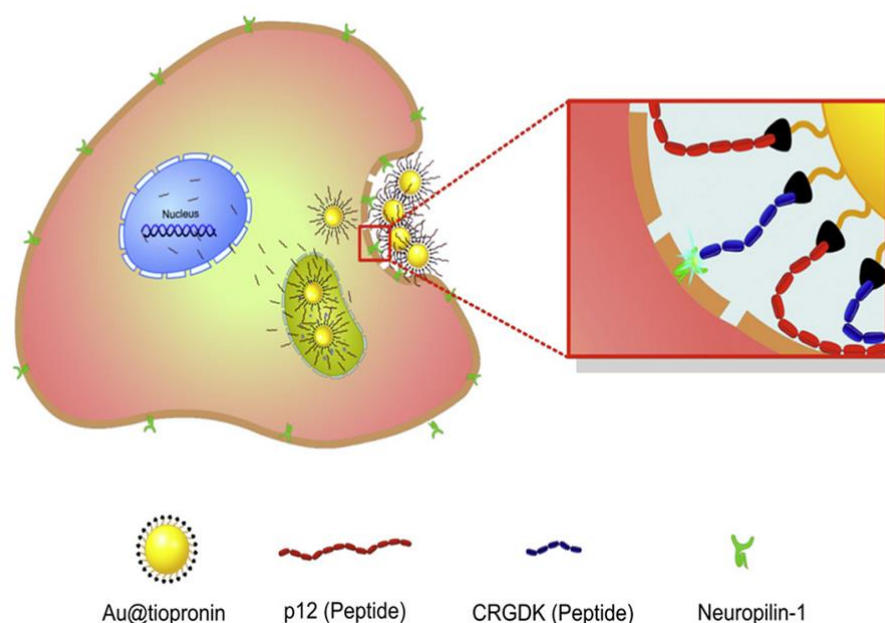 Nucleus
Au@tiopronin
p12 (Peptide)
CRGDK (Peptide)
Neuropilin-1